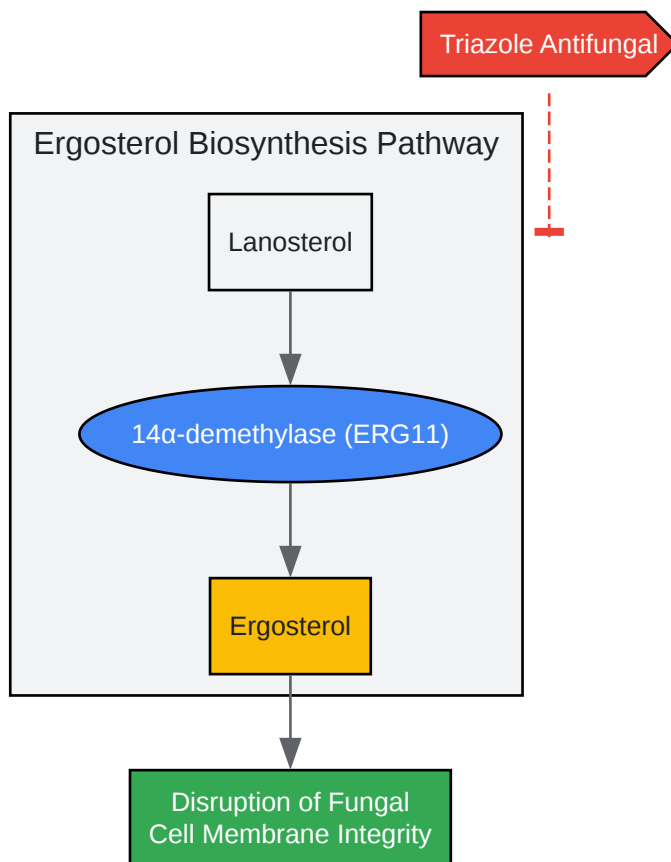 Triazole Antifungal
Ergosterol Biosynthesis Pathway
Lanosterol
14α-demethylase (ERG11)
Ergosterol
Disruption of Fungal
Cell Membrane Integrity